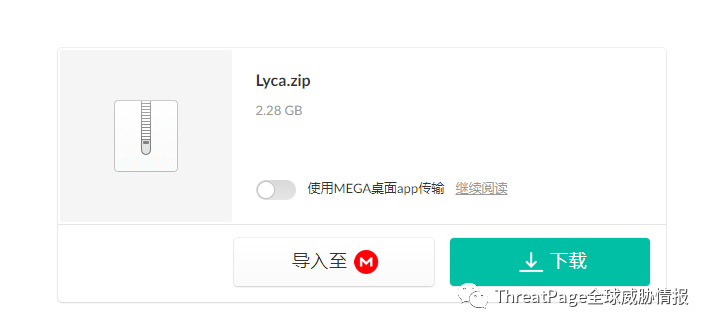 Lyca.zip
2.28 GB
使用MEGA桌面app传输 继续阅读
导入至 M
下载
ThreatPage全球威胁情报